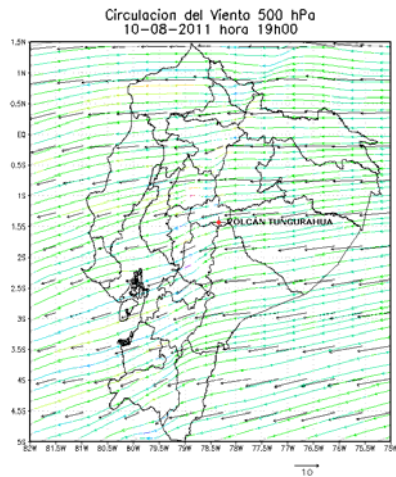 Circulacion del Viento 500 hPa
10-08-2011 hora 19h00
1.5N
1N
0.5N
EQ
0.5S
1S
1.5S
VOLCAN TUNGURAHUA
2S
2.5S
3S
3.5S
4S
4.5S
5S
82W 81.5W 81W 80.5W 80W 79.5W 79W 78.5W 78W 77.5W 77W 76.5W 76W 75.5W 75W
10